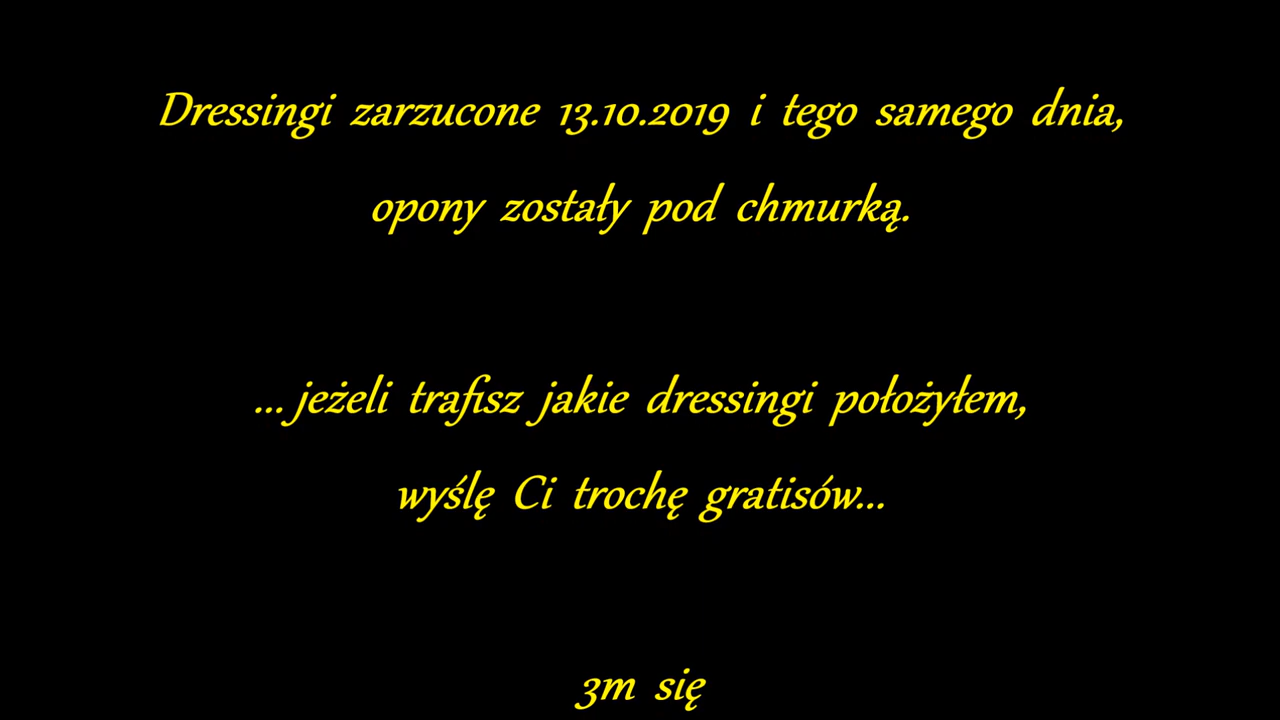 Dressingi zarzucone 13.10.2019 i tego samego dnia,
opony zostały pod chmurką.
... jeżeli trafisz jakie dressingi położyłem,
wyślę Ci trochę gratisów...
3m się